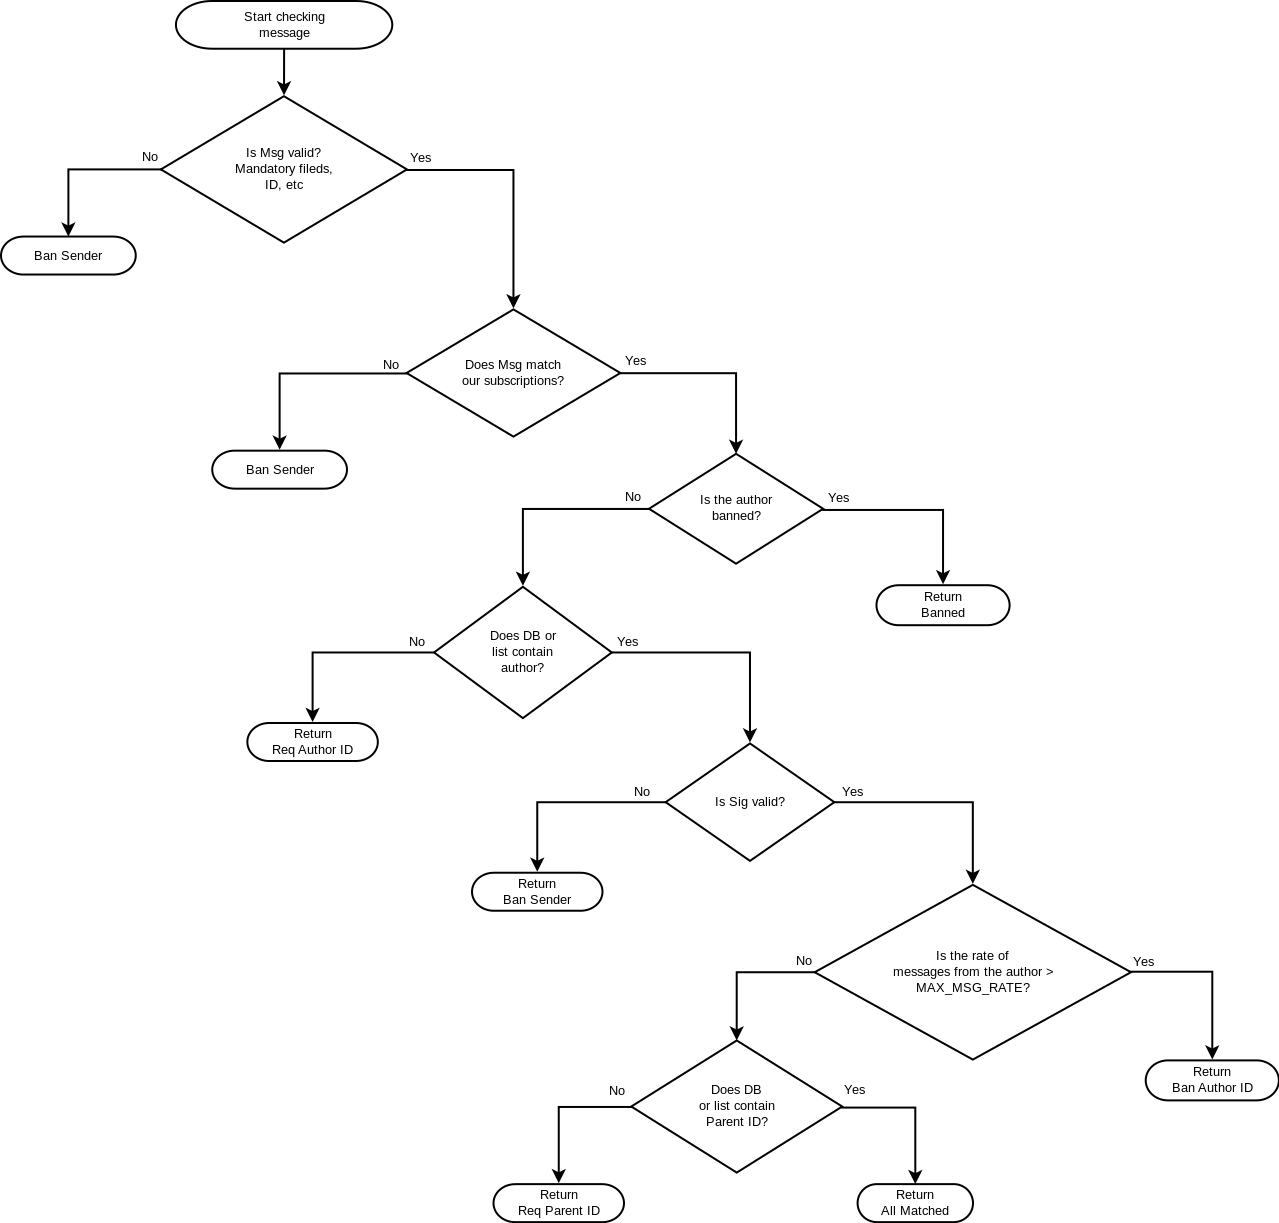 Start checking
message
No
Yes
Is Msg valid?
Mandatory fileds,
ID, etc
Ban Sender
No
Yes
Does Msg match
our subscriptions?
Ban Sender
No
Yes
Is the author
banned?
Return
Banned
No
Yes
Does DB or
list contain
author?
Return
Req Author ID
No
Yes
Is Sig valid?
Return
Ban Sender
No
Yes
Is the rate of
messages from the author >
MAX_MSG_RATE?
Return
Ban Author ID
No
Yes
Does DB
or list contain
Parent ID?
Return
Req Parent ID
Return
All Matched